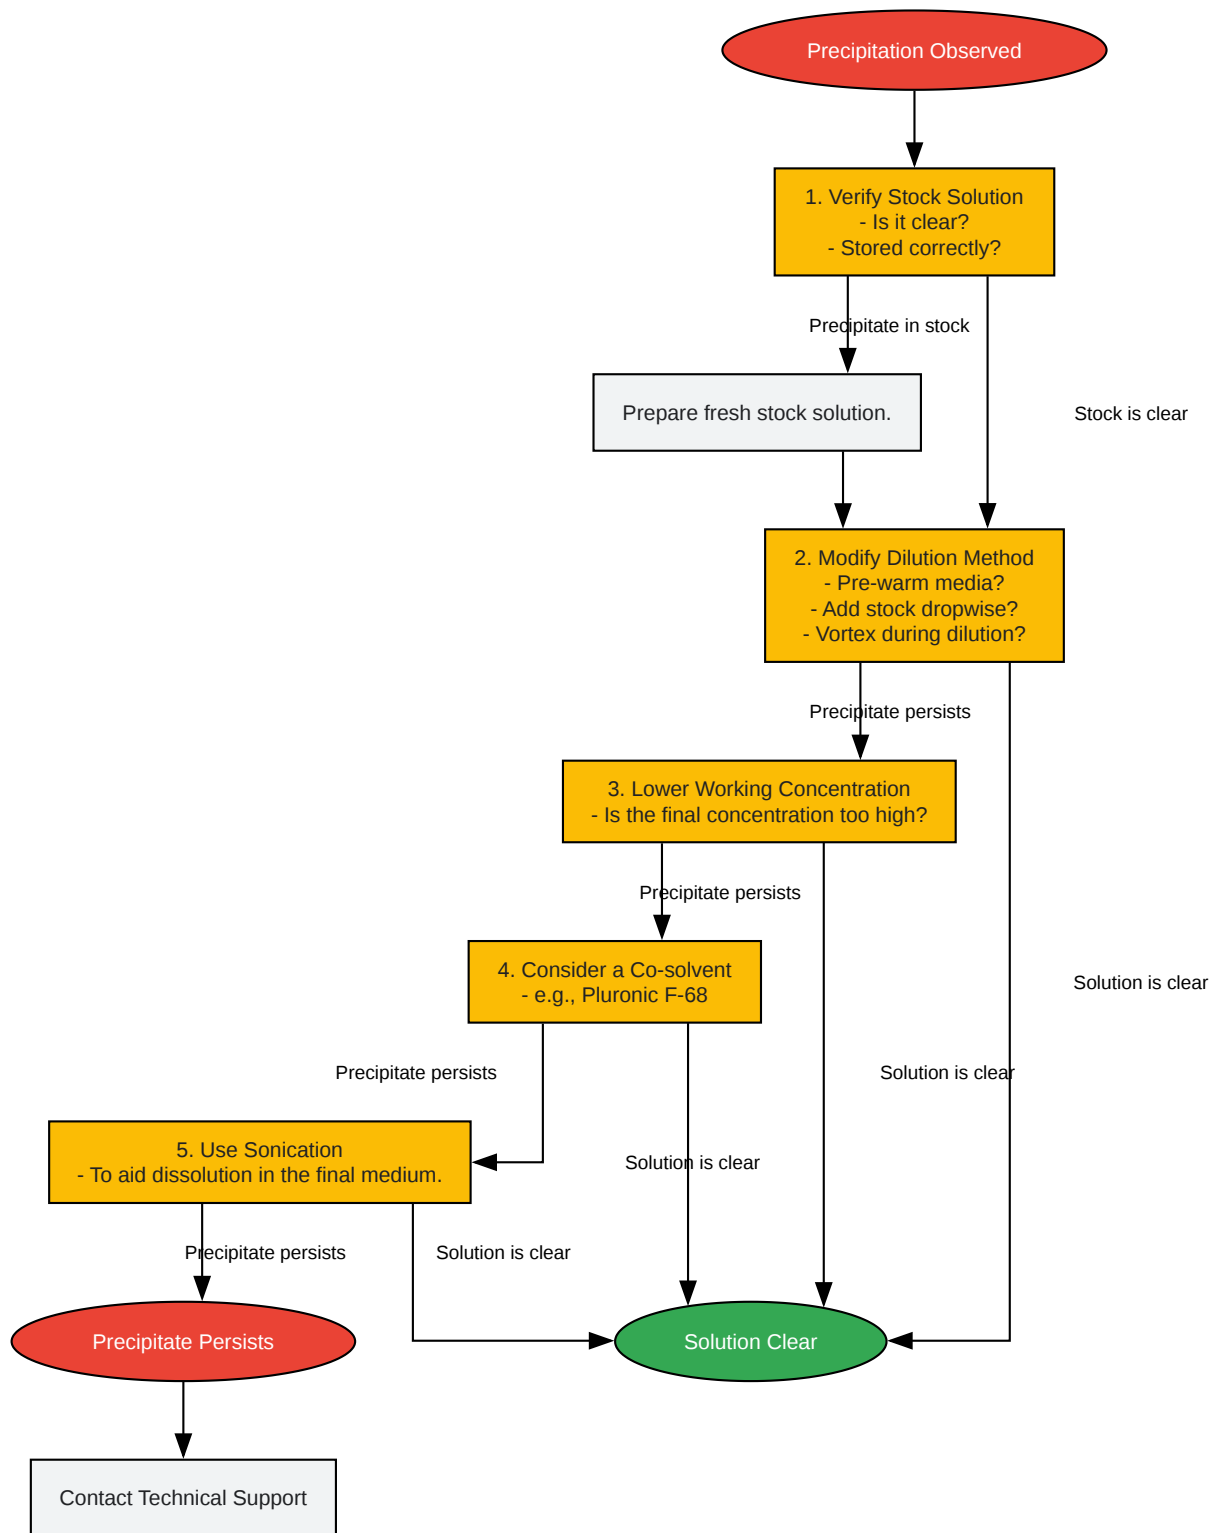 Precipitation Observed
1. Verify Stock Solution
- Is it clear?
- Stored correctly?
Precipitate in stock
Prepare fresh stock solution.
Stock is clear
2. Modify Dilution Method
- Pre-warm media?
- Add stock dropwise?
- Vortex during dilution?
Precipitate persists
3. Lower Working Concentration
- Is the final concentration too high?
Precipitate persists
4. Consider a Co-solvent
- e.g., Pluronic F-68
Solution is clear
Precipitate persists
Solution is clear
5. Use Sonication
- To aid dissolution in the final medium.
Solution is clear
Precipitate persists
Solution is clear
Precipitate Persists
Solution Clear
Contact Technical Support